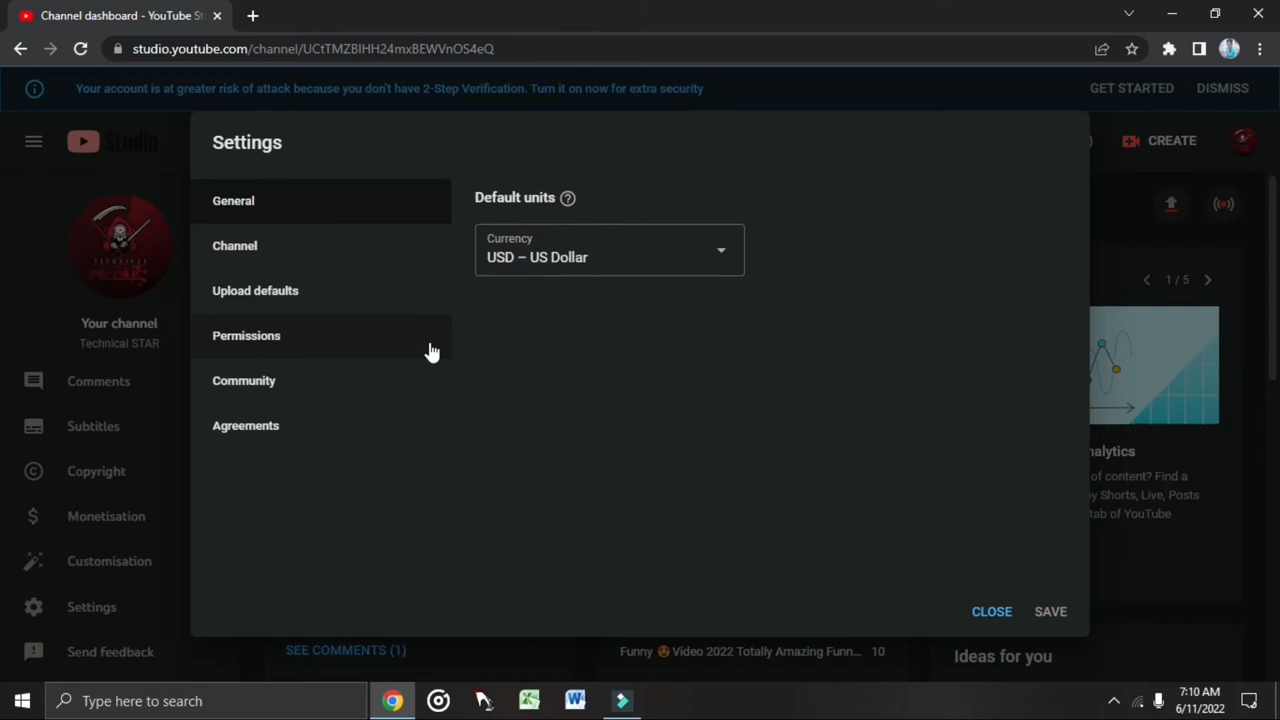 Channel dashboard - YouTube St
studio.youtube.com/channel/UCtTMZBIHH24mxBEWVnOS4eQ
Your account is at greater risk of attack because you don't have 2-Step Verification. Turn it on now for extra security
GET STARTED
DISMISS
Studio
CREATE
Settings
General
Channel
Upload defaults
Permissions
Community
Agreements
Default units
Currency
USD – US Dollar
CLOSE
SAVE
Your channel
Technical STAR
Comments
Subtitles
Copyright
Monetisation
Customisation
Settings
Send feedback
1 / 5
nalytics
of content? Find a
y Shorts, Live, Posts
tab of YouTube
SEE COMMENTS (1)
Funny 🤩Video 2022 Totally Amazing Funn... 10
Ideas for you
Type here to search
7:10 AM
6/11/2022